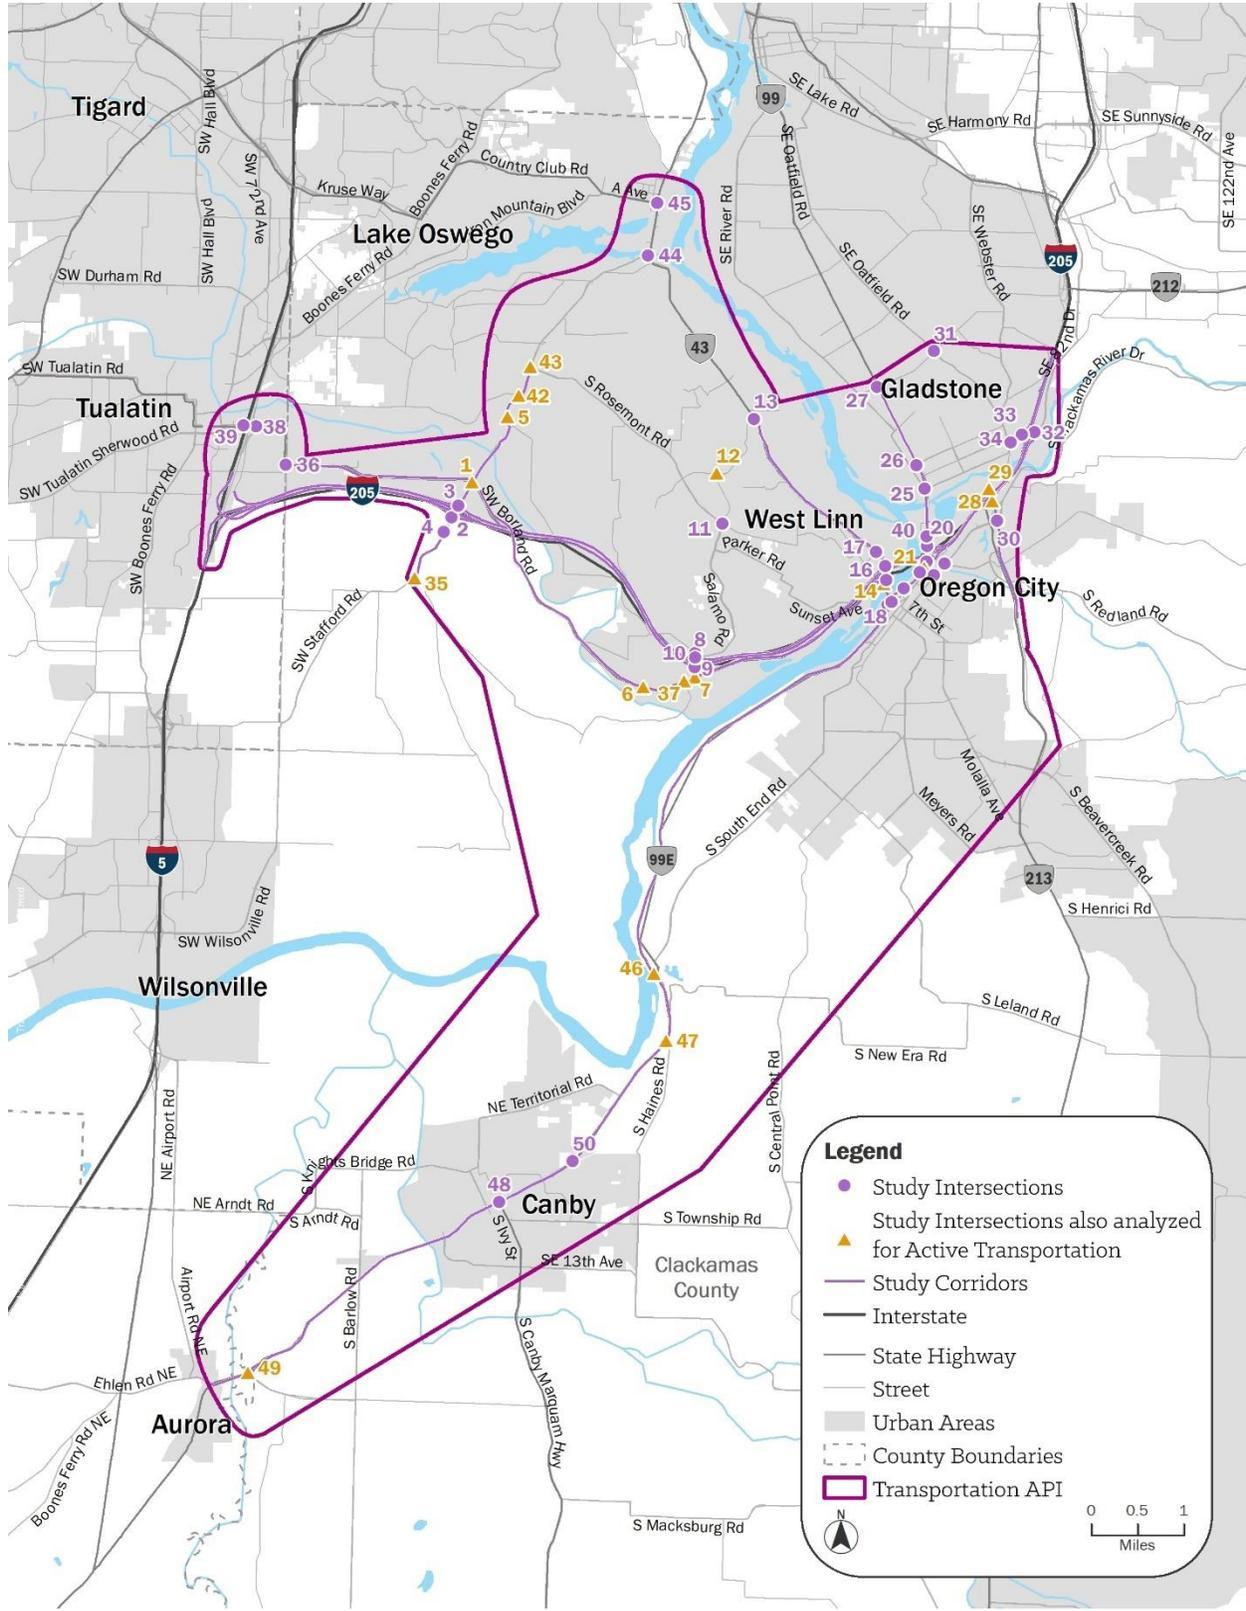 Tigard
SW Hall Blvd
SW 72nd Ave
99
SE Lake Rd
SE Harmony Rd
SE Sunnyside Rd
SE 122nd Ave
SE Oatfield Rd
Country Club Rd
Boones Ferry Rd
Kruse Way
A Ave
45
Mountain Blvd
SE River Rd
SE Webster Rd
SW Hall Blvd
Lake Oswego
44
205
SW Durham Rd
Boones Ferry Rd
SE Oatfield Rd
212
31
43
SE 82nd Dr
SW Tualatin Rd
43
S Rosemont Rd
27
Gladstone
Clackamas River Dr
Tualatin
42
5
13
33
39
38
34
32
SW Tualatin Sherwood Rd
36
1
12
26
29
205
3
25
28
SW Boones Ferry Rd
4
2
SW Borland Rd
11
West Linn
40
20
30
Parker Rd
17
21
16
35
14
Oregon City
SW Stafford Rd
Salamo Rd
Sunset Ave
18
7th St
S Redland Rd
8
10
9
6
37
7
Molalla Ave
S South End Rd
Meyers Rd
S Beavercreek Rd
5
99E
213
SW Wilsonville Rd
S Henrici Rd
46
Wilsonville
S Leland Rd
47
S New Era Rd
NE Airport Rd
NE Territorial Rd
S Haines Rd
S Central Point Rd
50
S Knights Bridge Rd
48
NE Arndt Rd
S Arndt Rd
Canby
S Ivy St
S Township Rd
SE 13th Ave
Clackamas
County
Airport Rd NE
S Barlow Rd
49
Ehlen Rd NE
S Canby Marquam Hwy
Aurora
Boones Ferry Rd NE
S Macksburg Rd
Legend
Study Intersections
Study Intersections also analyzed
for Active Transportation
Study Corridors
Interstate
State Highway
Street
Urban Areas
County Boundaries
Transportation API
N
0 0.5 1
Miles